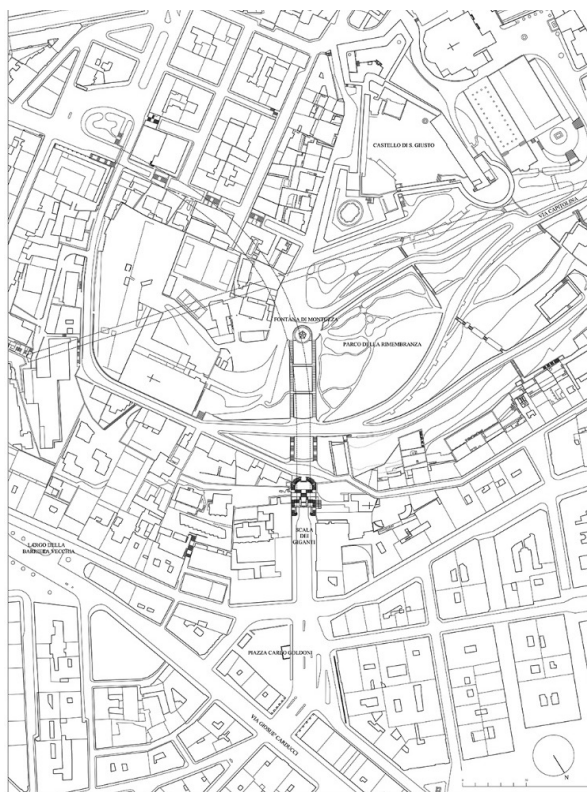 CASTELLO DI S. GIUSTO
VIA CAPITOLINA
FONTANA DI MONTUZZA
PARCO DELLA RIMEMBRANZA
SCALA
DEI
GIGANTI
LARGO DELLA
BARRIERA VECCHIA
PIAZZA CARLO GOLDONI
VIA GIOSUE' CARDUCCI
N